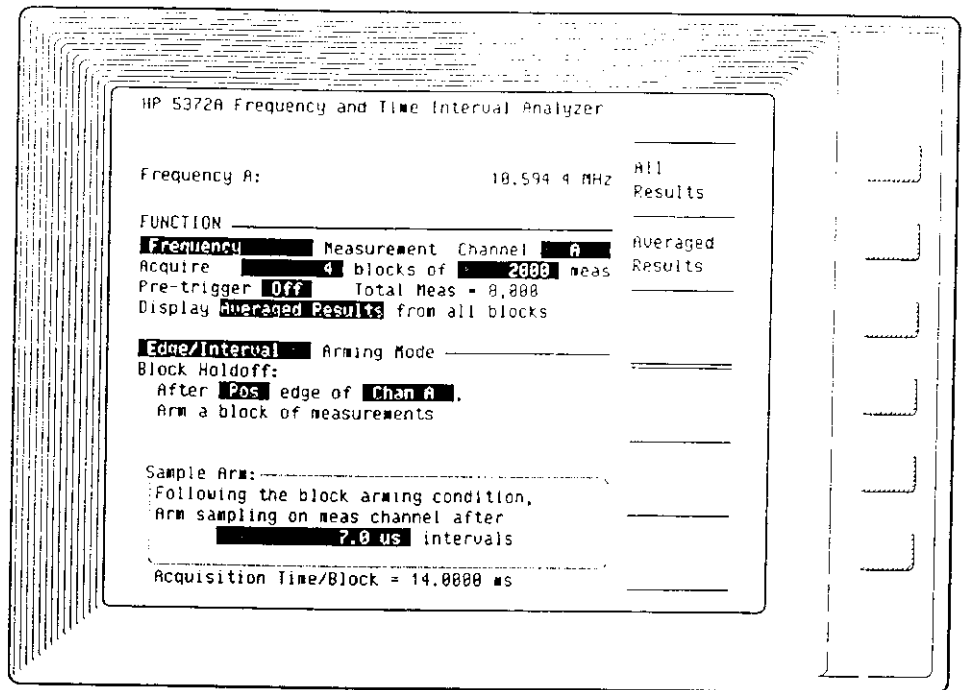 HP 5372A Frequency and Time Interval Analyzer
Frequency A: 10.594 4 MHz
All
Results
FUNCTION
Frequency Measurement Channel A
Averaged
Results
Acquire 4 blocks of 2000 meas
Pre-trigger Off Total Meas = 8,000
Display Averaged Results from all blocks
Edge/Interval Arming Mode
Block Holdoff:
After Pos edge of Chan A ,
Arm a block of measurements
Sample Arm:
Following the block arming condition,
Arm sampling on meas channel after
7.0 us intervals
Acquisition Time/Block = 14.0000 ms